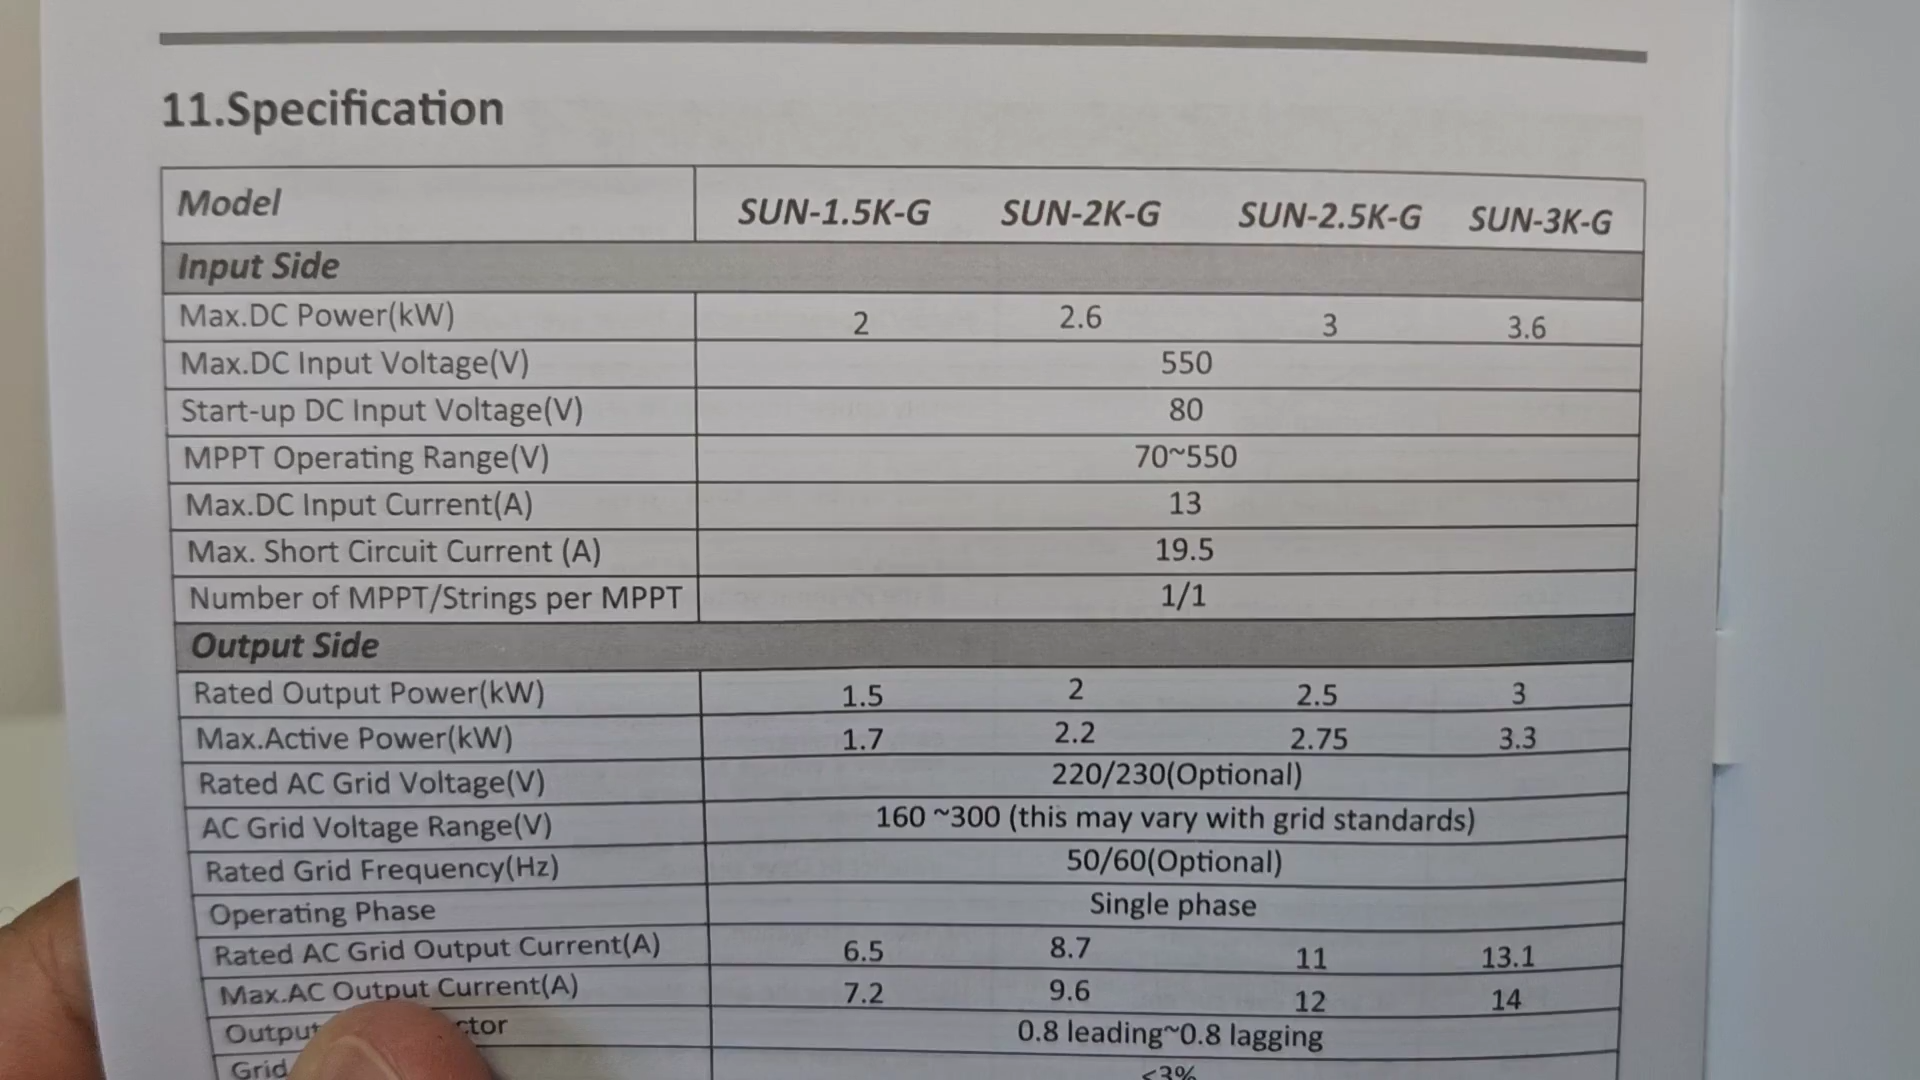 11.Specification
Model SUN-1.5K-G SUN-2K-G SUN-2.5K-G SUN-3K-G
Input Side
Max.DC Power(kW) 2 2.6 3 3.6
Max.DC Input Voltage(V) 550
Start-up DC Input Voltage(V) 80
MPPT Operating Range(V) 70~550
Max.DC Input Current(A) 13
Max. Short Circuit Current (A) 19.5
Number of MPPT/Strings per MPPT 1/1
Output Side
Rated Output Power(kW) 1.5 2 2.5 3
Max.Active Power(kW) 1.7 2.2 2.75 3.3
Rated AC Grid Voltage(V) 220/230(Optional)
AC Grid Voltage Range(V) 160 ~300 (this may vary with grid standards)
Rated Grid Frequency(Hz) 50/60(Optional)
Operating Phase Single phase
Rated AC Grid Output Current(A) 6.5 8.7 11 13.1
Max.AC Output Current(A) 7.2 9.6 12 14
Output 0.8 leading~0.8 lagging
Grid <3%